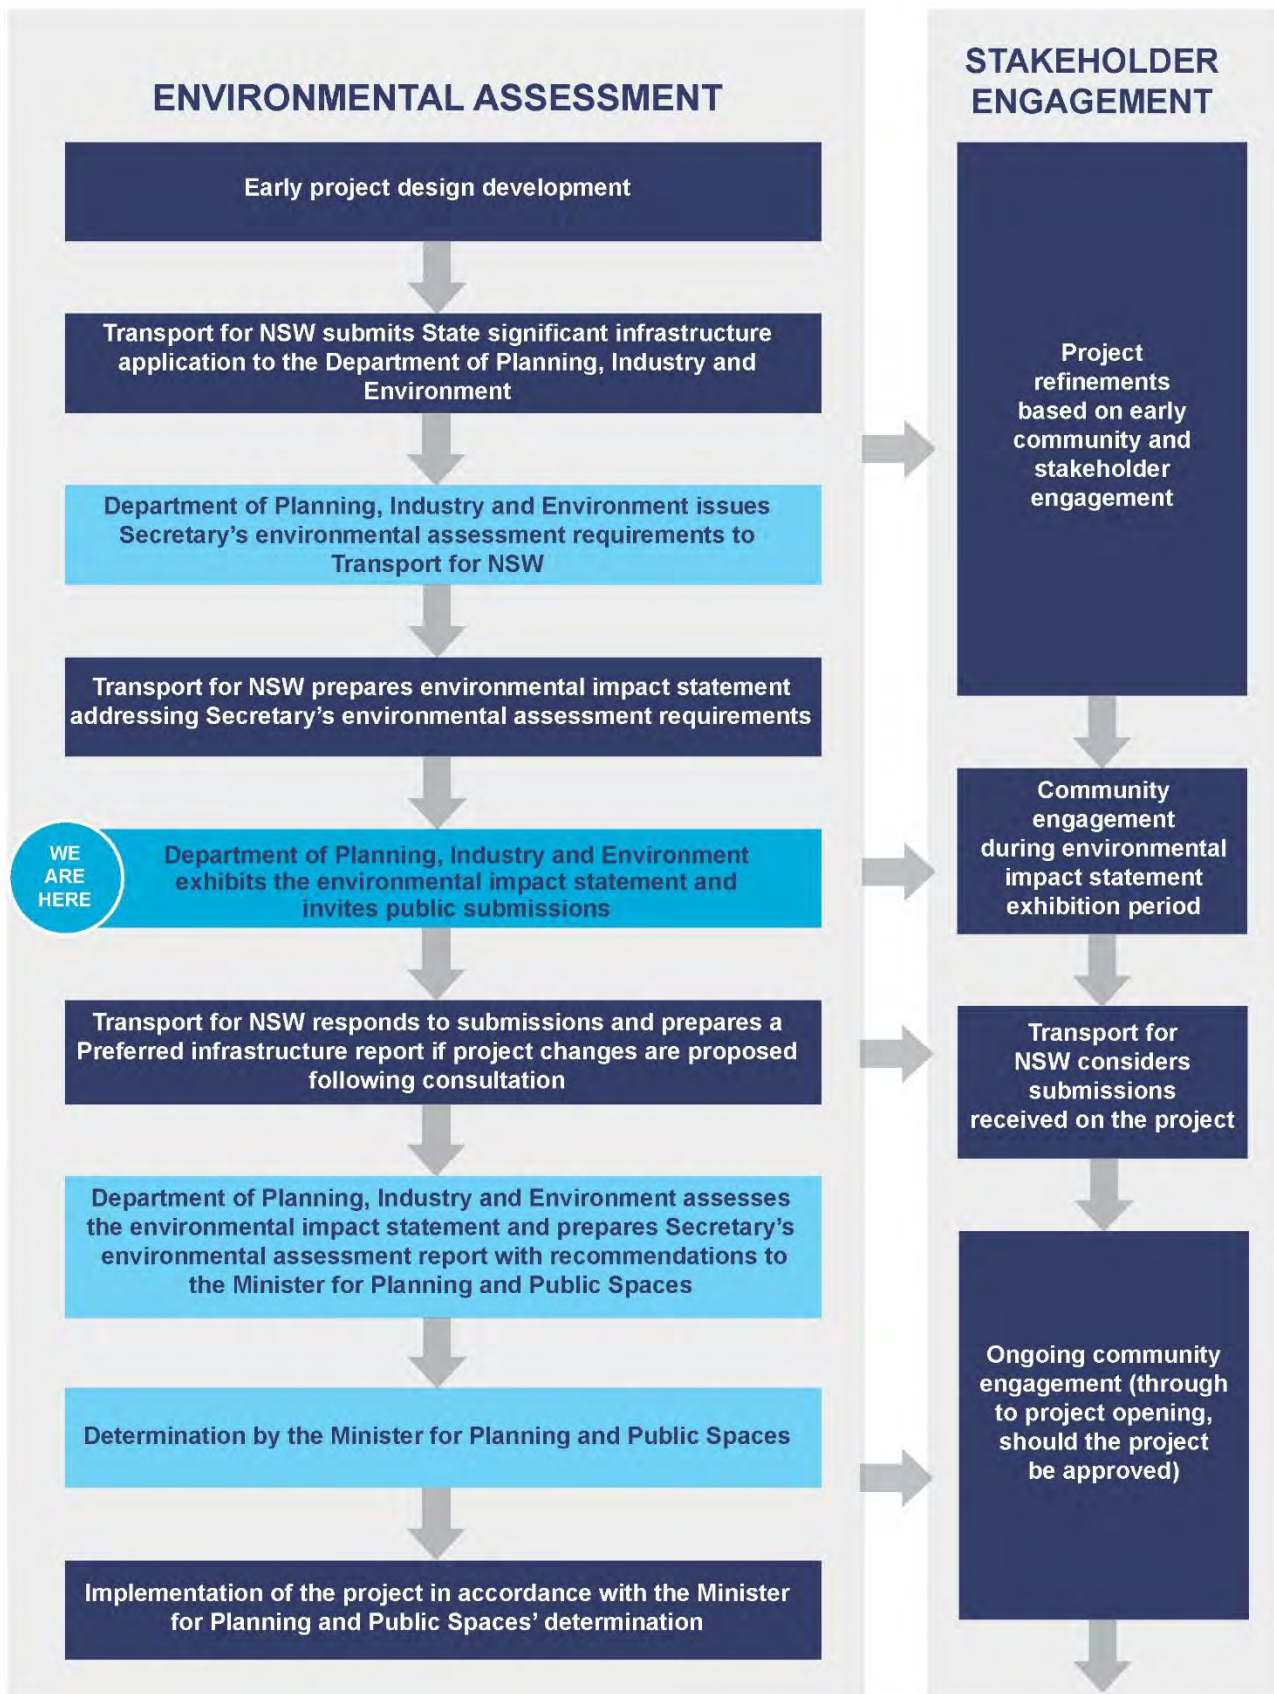 ENVIRONMENTAL ASSESSMENT
Early project design development
Transport for NSW submits State significant infrastructure
application to the Department of Planning, Industry and
Environment
Department of Planning, Industry and Environment issues
Secretary’s environmental assessment requirements to
Transport for NSW
Transport for NSW prepares environmental impact statement
addressing Secretary’s environmental assessment requirements
WE
ARE
HERE
Department of Planning, Industry and Environment
exhibits the environmental impact statement and
invites public submissions
Transport for NSW responds to submissions and prepares a
Preferred infrastructure report if project changes are proposed
following consultation
Department of Planning, Industry and Environment assesses
the environmental impact statement and prepares Secretary’s
environmental assessment report with recommendations to
the Minister for Planning and Public Spaces
Determination by the Minister for Planning and Public Spaces
Implementation of the project in accordance with the Minister
for Planning and Public Spaces’ determination
STAKEHOLDER
ENGAGEMENT
Project
refinements
based on early
community and
stakeholder
engagement
Community
engagement
during environmental
impact statement
exhibition period
Transport for
NSW considers
submissions
received on the project
Ongoing community
engagement (through
to project opening,
should the project
be approved)